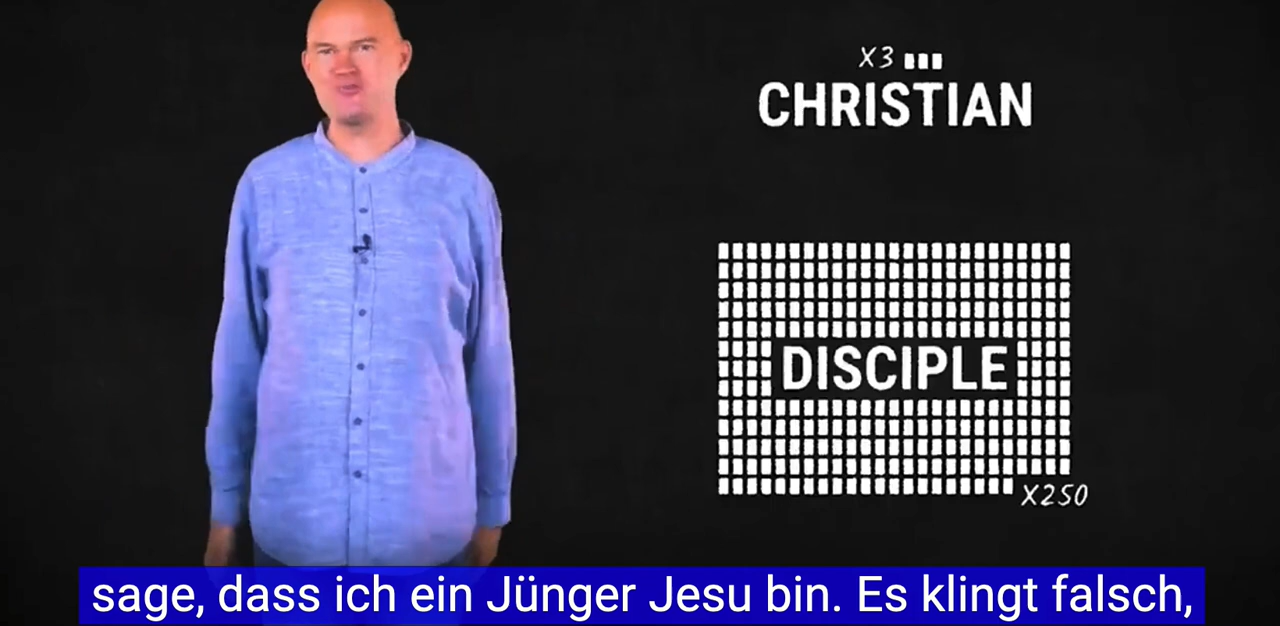 X3
CHRISTIAN
DISCIPLE
X250
sage, dass ich ein Jünger Jesu bin. Es klingt falsch,